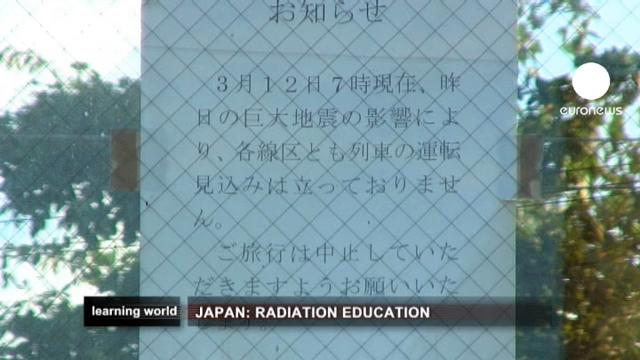 お知らせ
３月１２日７時現在、昨
日の巨大地震の影響によ
り、各線区とも列車の運転
見込みは立っておりませ
ん。
ご旅行は中止していた
だきますようお願いいた
します。
euronews
learning world
JAPAN: RADIATION EDUCATION